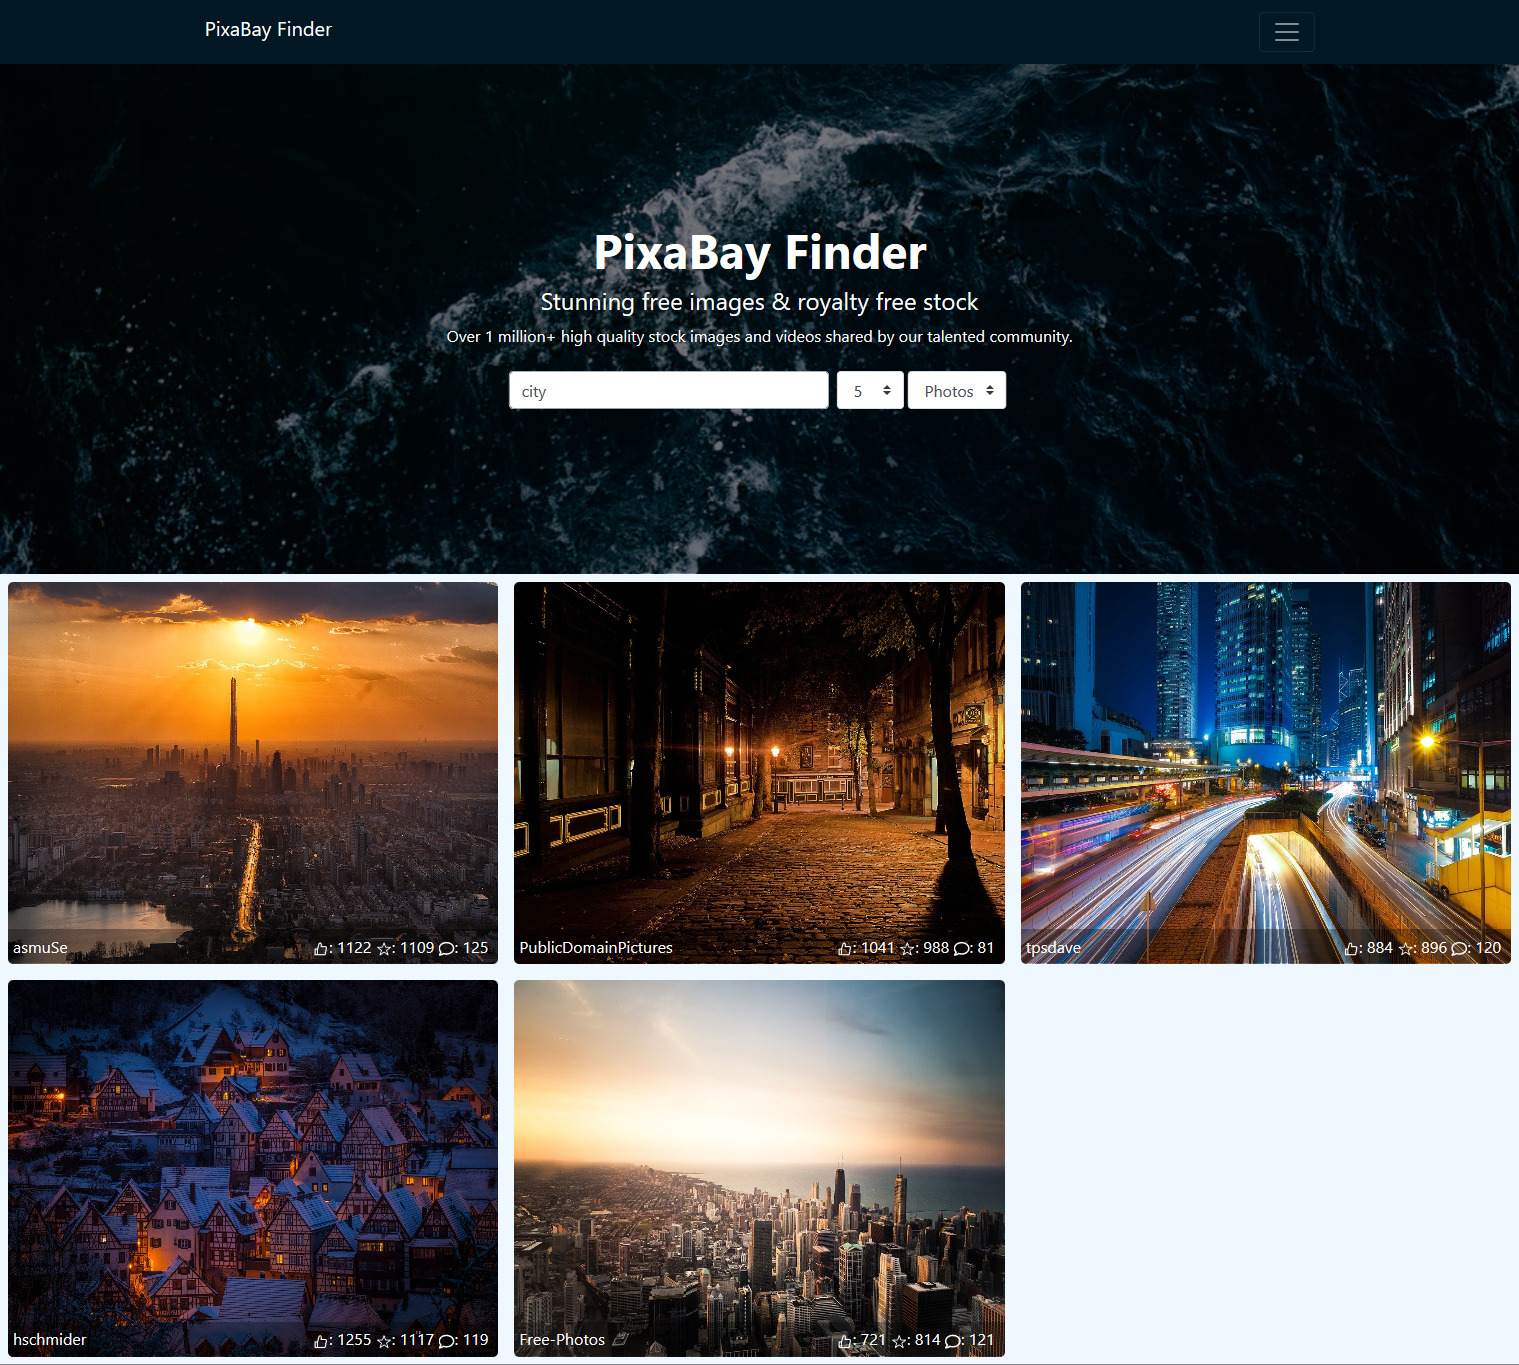 PixaBay Finder
PixaBay Finder
Stunning free images & royalty free stock
Over 1 million+ high quality stock images and videos shared by our talented community.
city 5 Photos
asmuSe : 1122 : 1109 : 125
PublicDomainPictures : 1041 : 988 : 81
tpsdave : 884 : 896 : 120
hschmider : 1255 : 1117 : 119
Free-Photos : 721 : 814 : 121